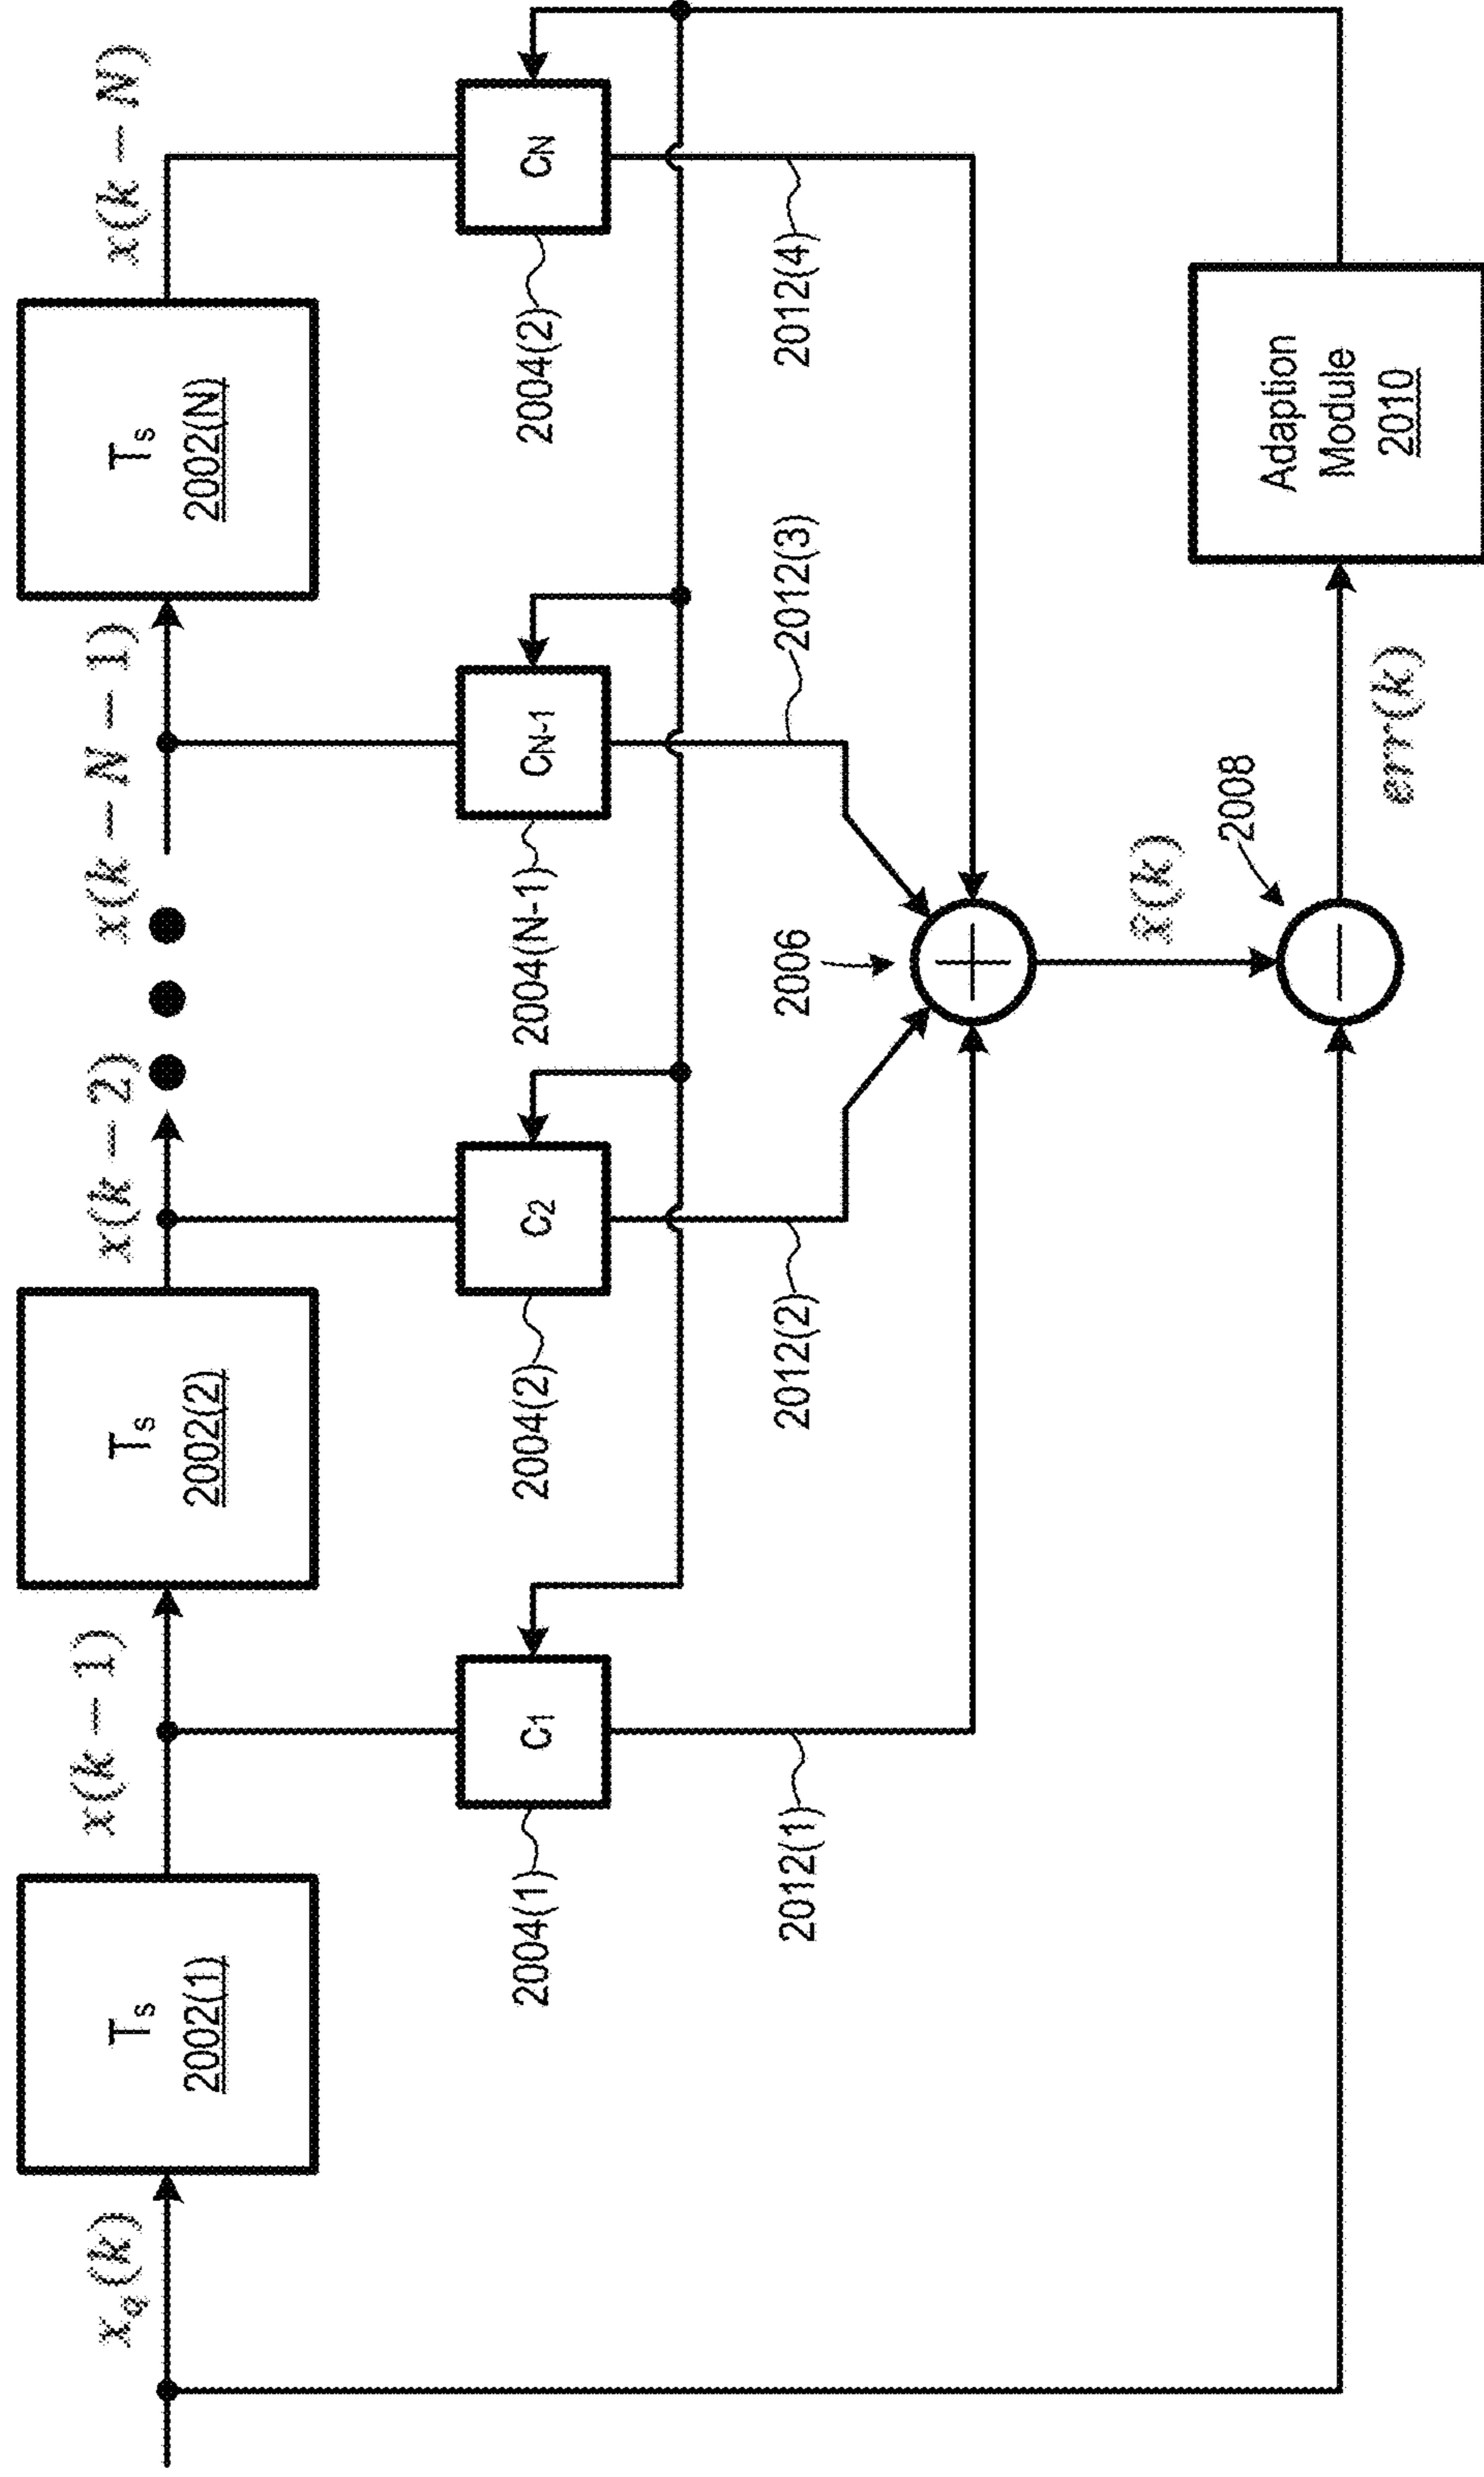 x_q(k)
x(k − 1)
x(k − 2)
x(k − N − 1)
x(k − N)
T_s
2002(1)
T_s
2002(2)
T_s
2002(N)
C_1
C_2
C_{N-1}
C_N
2004(1)
2004(2)
2004(N-1)
2004(2)
2012(1)
2012(2)
2012(3)
2012(4)
2006
+
x̂(k)
2008
−
err(k)
Adaption
Module
2010